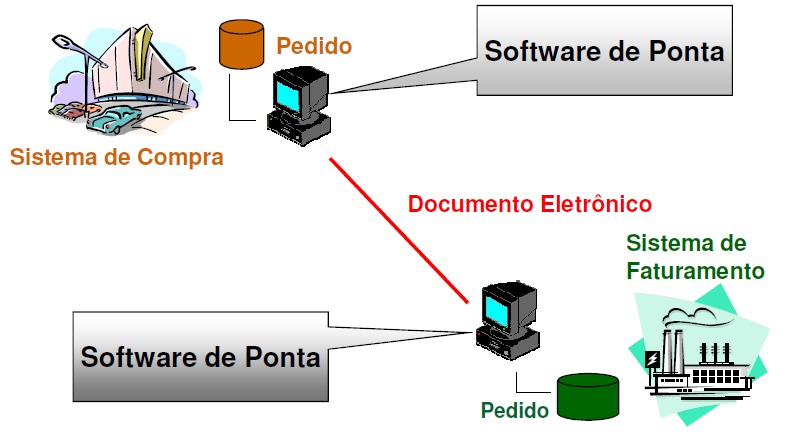 Pedido
Software de Ponta
Sistema de Compra
Documento Eletrônico
Sistema de
Faturamento
Software de Ponta
Pedido